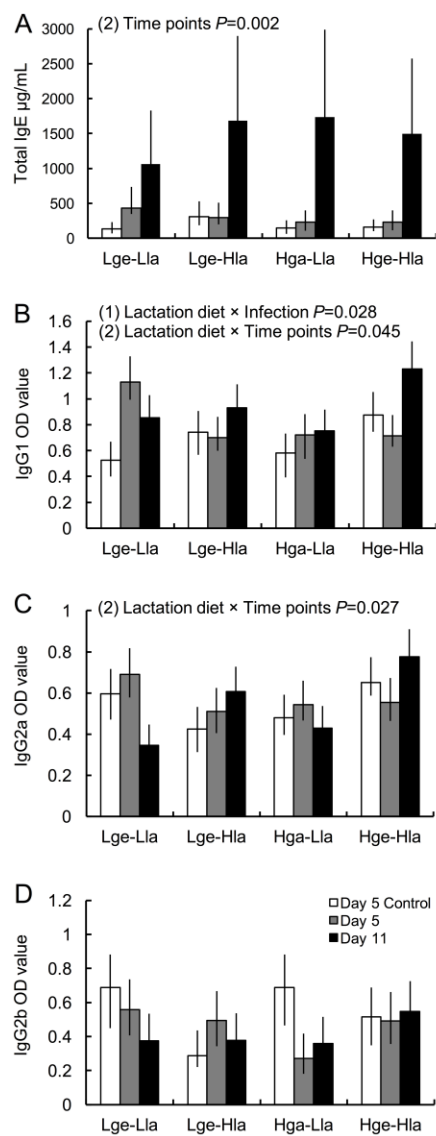 A
(2) Time points P=0.002
Total IgE µg/mL
3000
2500
2000
1500
1000
500
0
Lge-Lla Lge-Hla Hga-Lla Hge-Hla
B
(1) Lactation diet × Infection P=0.028
(2) Lactation diet × Time points P=0.045
IgG1 OD value
1.6
1.4
1.2
1
0.8
0.6
0.4
0.2
0
Lge-Lla Lge-Hla Hga-Lla Hge-Hla
C
(2) Lactation diet × Time points P=0.027
IgG2a OD value
1
0.8
0.6
0.4
0.2
0
Lge-Lla Lge-Hla Hga-Lla Hge-Hla
D
Day 5 Control
Day 5
Day 11
IgG2b OD value
1.2
1
0.8
0.6
0.4
0.2
0
Lge-Lla Lge-Hla Hga-Lla Hge-Hla